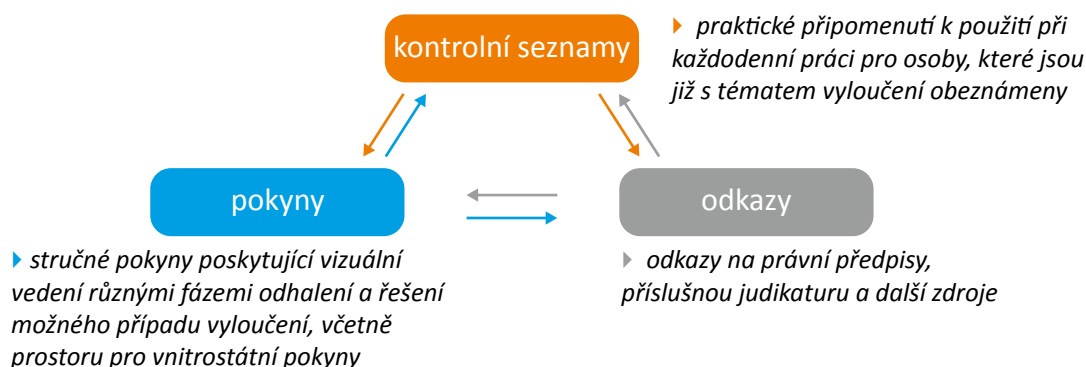 kontrolní seznamy
praktické připomenutí k použití při
každodenní práci pro osoby, které jsou
již s tématem vyloučení obeznámeny
pokyny
stručné pokyny poskytující vizuální
vedení různými fázemi odhalení a řešení
možného případu vyloučení, včetně
prostoru pro vnitrostátní pokyny
odkazy
odkazy na právní předpisy,
příslušnou judikaturu a další zdroje